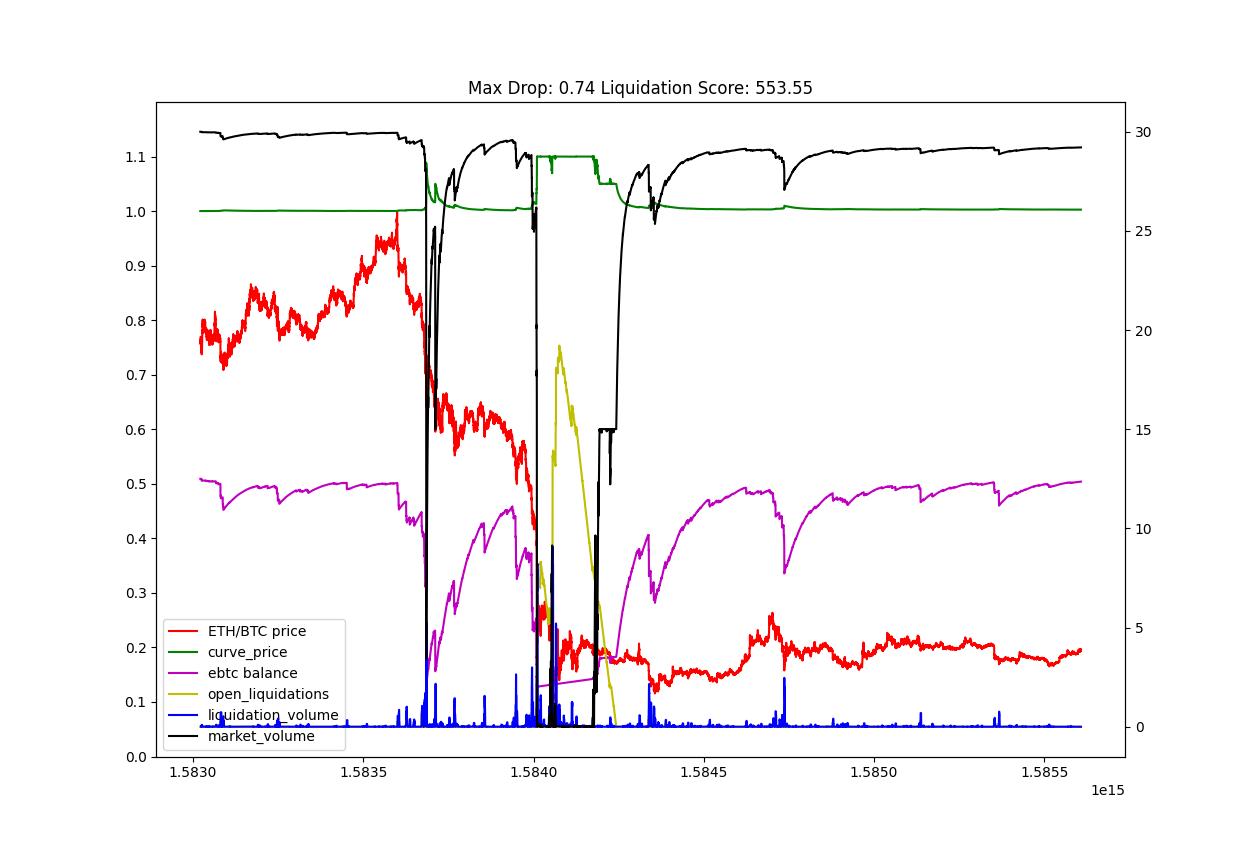 Max Drop: 0.74 Liquidation Score: 553.55
1.1
1.0
0.9
0.8
0.7
0.6
0.5
0.4
0.3
0.2
0.1
0.0
30
25
20
15
10
5
0
ETH/BTC price
curve_price
ebtc balance
open_liquidations
liquidation_volume
market_volume
1.5830 1.5835 1.5840 1.5845 1.5850 1.5855
1e15